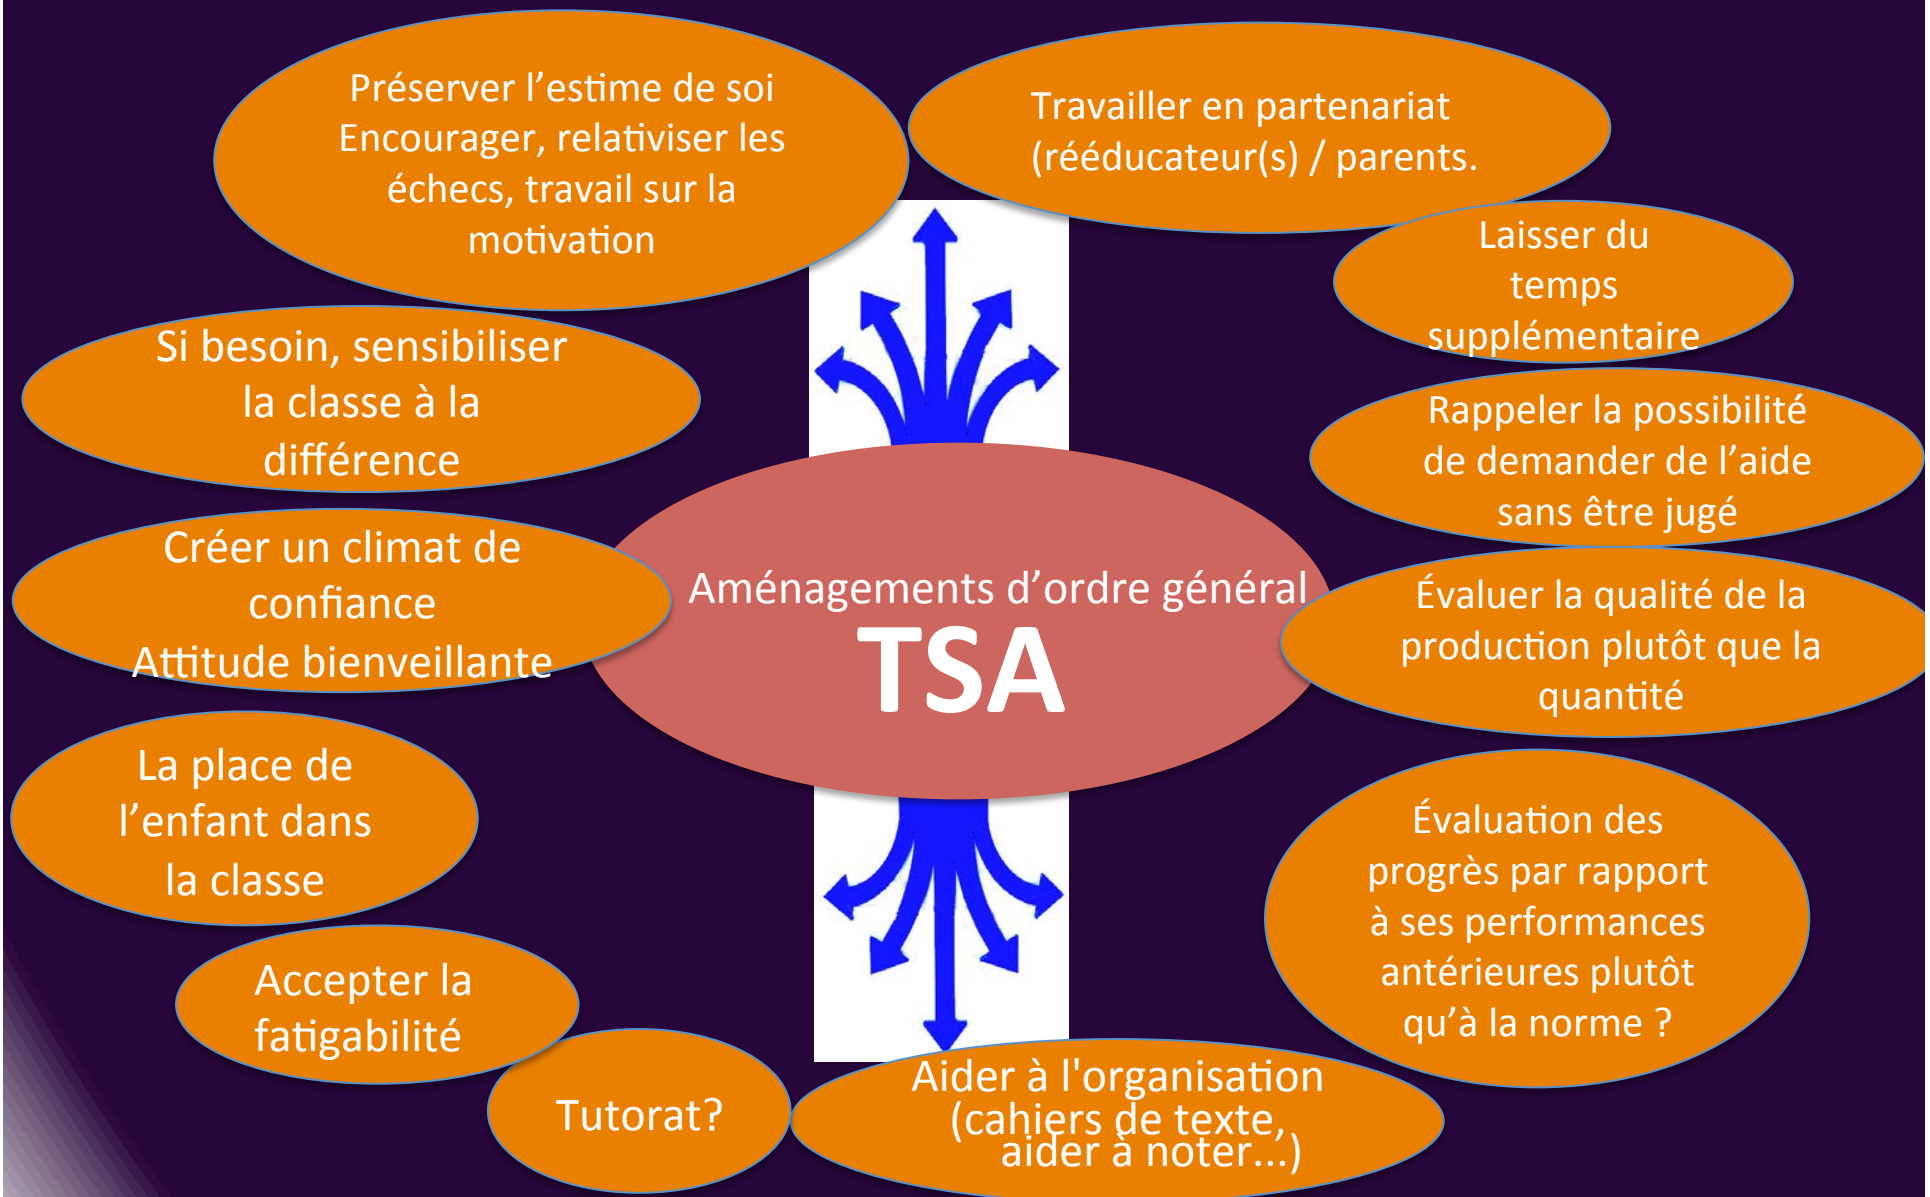 Préserver l’estime de soi
Encourager, relativiser les
échecs, travail sur la
motivation
Travailler en partenariat
(rééducateur(s) / parents.
Laisser du
temps
supplémentaire
Si besoin, sensibiliser
la classe à la
différence
Rappeler la possibilité
de demander de l’aide
sans être jugé
Créer un climat de
confiance
Attitude bienveillante
Aménagements d’ordre général
TSA
Évaluer la qualité de la
production plutôt que la
quantité
La place de
l’enfant dans
la classe
Évaluation des
progrès par rapport
à ses performances
antérieures plutôt
qu’à la norme ?
Accepter la
fatigabilité
Tutorat?
Aider à l'organisation
(cahiers de texte,
aider à noter...)